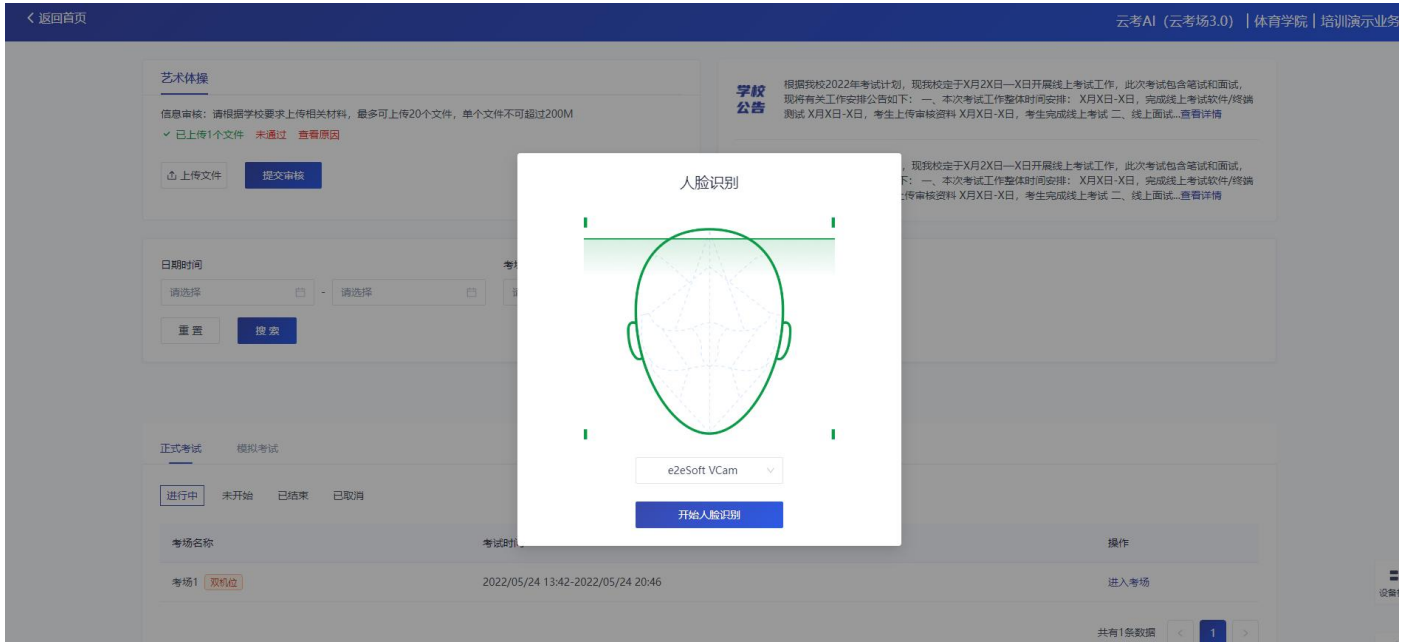 返回首页
云考AI（云考场3.0） | 体育学院 | 培训演示业务
艺术体操
信息审核：请根据学校要求上传相关材料，最多可上传20个文件，单个文件不可超过200M
已上传1个文件 未通过 查看原因
上传文件 提交审核
学校
公告
根据我校2022年考试计划，现我校定于X月2X日—X日开展线上考试工作，此次考试包含笔试和面试，
现将有关工作安排公告如下： 一、本次考试工作整体时间安排： X月X日-X日，完成线上考试软件/终端
测试 X月X日-X日，考生上传审核资料 X月X日-X日，考生完成线上考试 二、线上面试...查看详情
，现我校定于X月2X日—X日开展线上考试工作，此次考试包含笔试和面试，
下： 一、本次考试工作整体时间安排： X月X日-X日，完成线上考试软件/终端
上传审核资料 X月X日-X日，考生完成线上考试 二、线上面试...查看详情
人脸识别
e2eSoft VCam
开始人脸识别
日期时间
请选择 - 请选择
重置 搜索
正式考试 模拟考试
进行中 未开始 已结束 已取消
考场名称 考试时间 操作
考场1 双机位 2022/05/24 13:42-2022/05/24 20:46 进入考场
共有1条数据 < 1 >